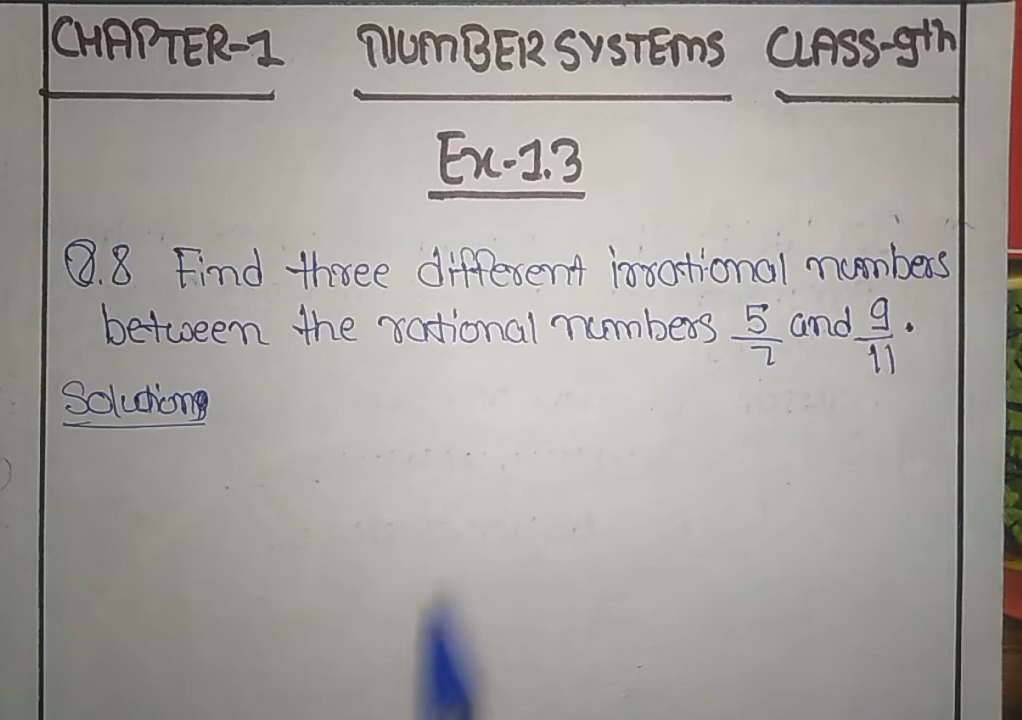 CHAPTER-1 NUMBER SYSTEMS CLASS-9th
Ex-1.3
Q.8 Find three different irrational numbers
between the rational numbers 5/7 and 9/11.
Solution